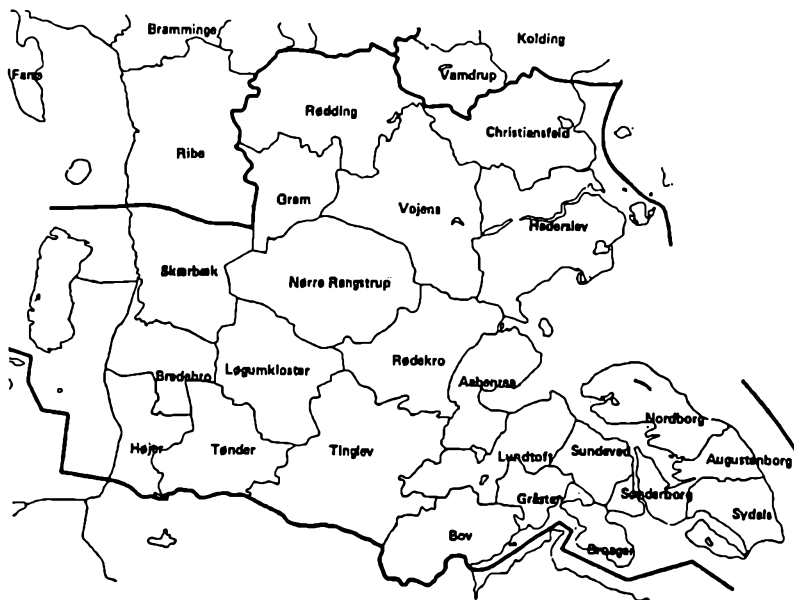 Bramminge
Kolding
Fanø
Vamdrup
Rødding
Christiansfeld
Ribe
Gram
Vojens
Haderslev
Skærbæk
Nørre Rangstrup
Rødekro
Bredebro
Løgumkloster
Aabenraa
Nordborg
Højer
Tønder
Tinglev
Lundtoft
Sundeved
Augustenborg
Gråsten
Sønderborg
Sydals
Bov
Broager